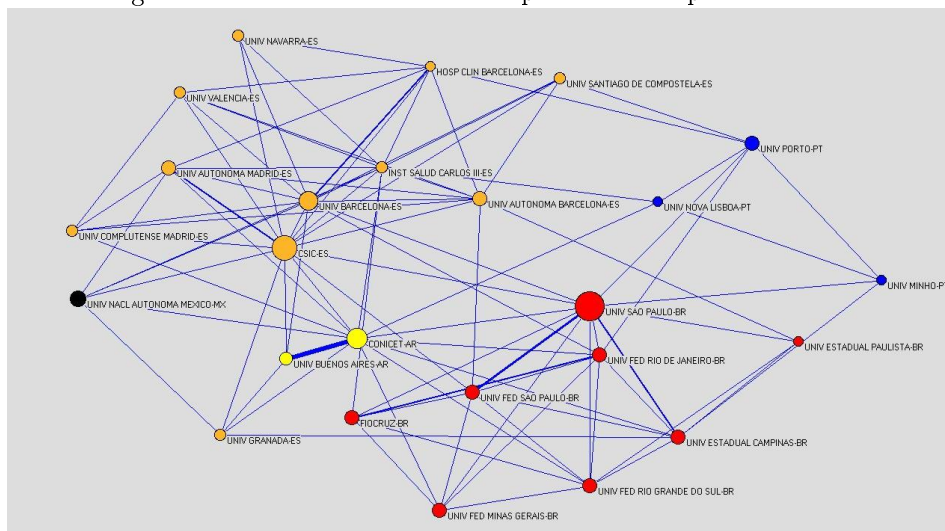 UNIV NAVARRA-ES
HOSP CLIN BARCELONA-ES
UNIV SANTIAGO DE COMPOSTELA-ES
UNIV VALENCIA-ES
UNIV PORTO-PT
UNIV AUTONOMA MADRID-ES
INST SALUD CARLOS III-ES
UNIV BARCELONA-ES
UNIV AUTONOMA BARCELONA-ES
UNIV NOVA LISBOA-PT
UNIV COMPLUTENSE MADRID-ES
CSIC-ES
UNIV MINHO-PT
UNIV NACL AUTONOMA MEXICO-MX
UNIV SAO PAULO-BR
CONICET-AR
UNIV ESTADUAL PAULISTA-BR
UNIV BUENOS AIRES-AR
UNIV FED RIO DE JANEIRO-BR
UNIV FED SAO PAULO-BR
FIOCRUZ-BR
UNIV GRANADA-ES
UNIV ESTADUAL CAMPINAS-BR
UNIV FED RIO GRANDE DO SUL-BR
UNIV FED MINAS GERAIS-BR